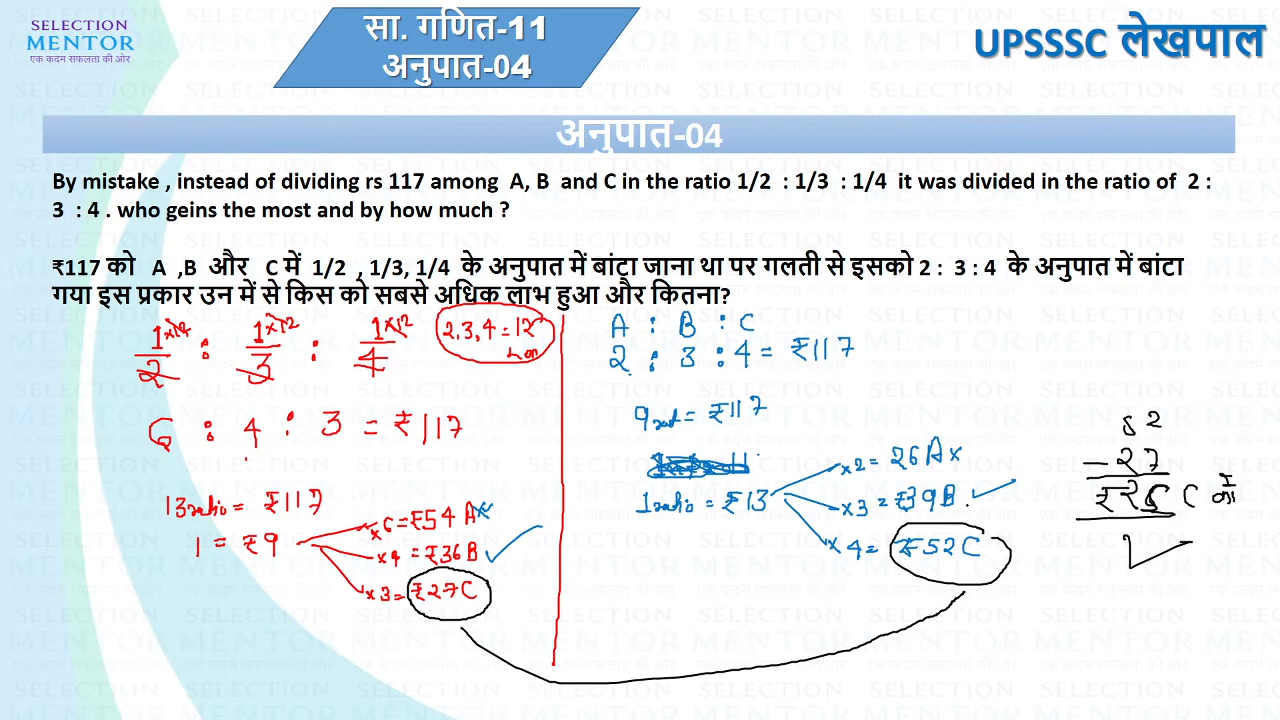 SELECTION
MENTOR
एक कदम सफलता की ओर
सा. गणित-11
अनुपात-04
UPSSSC लेखपाल
अनुपात-04
By mistake , instead of dividing rs 117 among A, B and C in the ratio 1/2 : 1/3 : 1/4 it was divided in the ratio of 2 :
3 : 4 . who geins the most and by how much ?
₹117 को A ,B और C में 1/2 , 1/3, 1/4 के अनुपात में बांटा जाना था पर गलती से इसको 2 : 3 : 4 के अनुपात में बांटा
गया इस प्रकार उन में से किस को सबसे अधिक लाभ हुआ और कितना?
1×12/2 : 1×12/3 : 1×12/4
2,3,4 = 12
6 : 4 : 3 = ₹117
13 ratio = ₹117
1 = ₹9
×6 = ₹54 A×
×4 = ₹36 B
×3 = ₹27 C
A : B : C
2 : 3 : 4 = ₹117
9 = ₹117
1 ratio = ₹13
×2 = ₹26 A×
×3 = ₹39 B
×4 = ₹52 C
52
- 27
₹25 C को